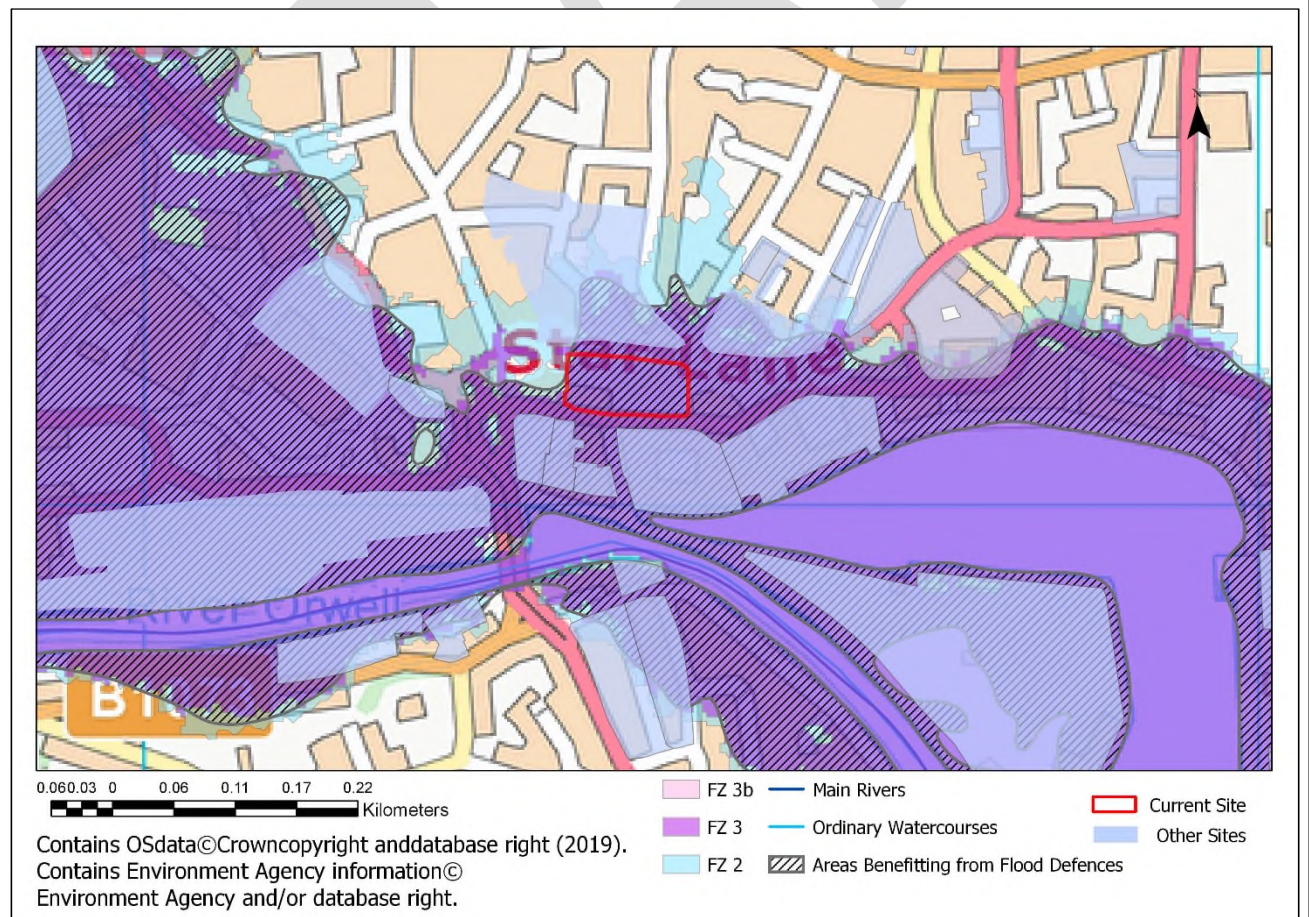 Star Lane
River Orwell
0.060.03 0 0.06 0.11 0.17 0.22
Kilometers
Contains OSdata©Crowncopyright anddatabase right (2019).
Contains Environment Agency information©
Environment Agency and/or database right.
FZ 3b
FZ 3
FZ 2
Main Rivers
Ordinary Watercourses
Areas Benefitting from Flood Defences
Current Site
Other Sites